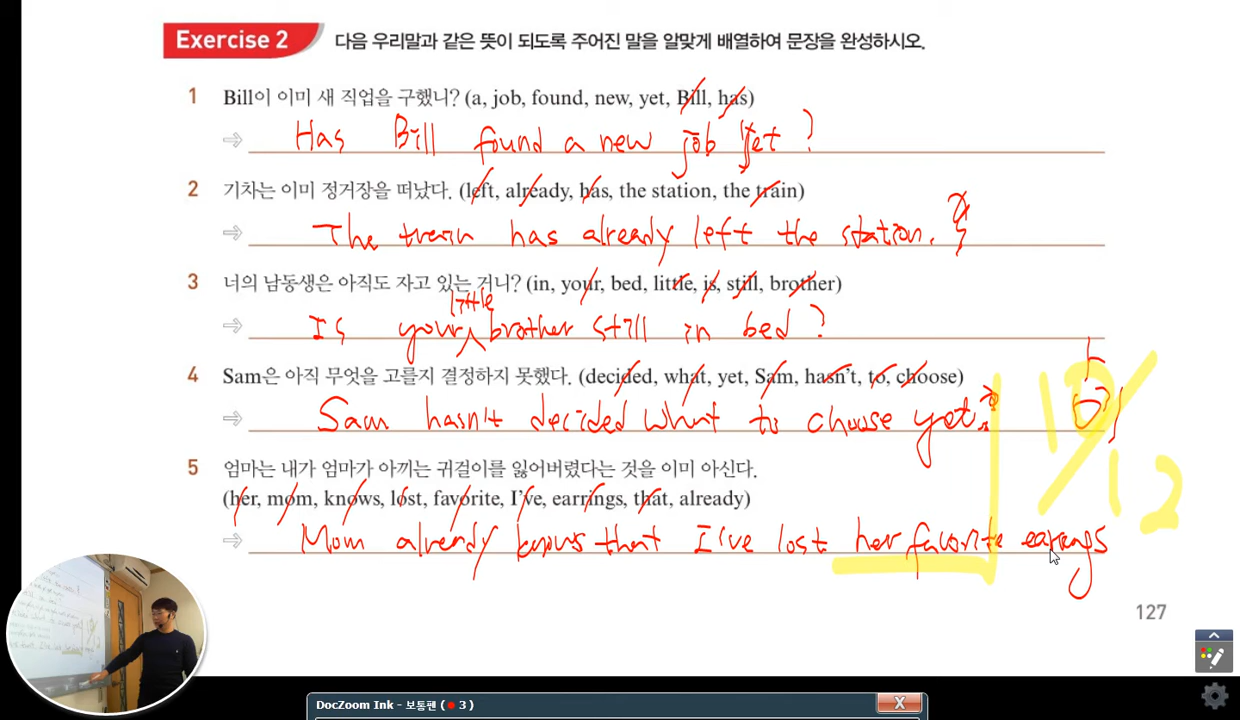 Exercise 2 다음 우리말과 같은 뜻이 되도록 주어진 말을 알맞게 배열하여 문장을 완성하시오.
1 Bill이 이미 새 직업을 구했니? (a, job, found, new, yet, Bill, has)
⇨ Has Bill found a new job yet?
2 기차는 이미 정거장을 떠났다. (left, already, has, the station, the train)
⇨ The train has already left the station.
3 너의 남동생은 아직도 자고 있는 거니? (in, your, bed, little, is, still, brother)
little
⇨ Is your brother still in bed?
4 Sam은 아직 무엇을 고를지 결정하지 못했다. (decided, what, yet, Sam, hasn't, to, choose)
⇨ Sam hasn't decided what to choose yet.
5 엄마는 내가 엄마가 아끼는 귀걸이를 잃어버렸다는 것을 이미 아신다.
(her, mom, knows, lost, favorite, I've, earrings, that, already)
⇨ Mom already knows that I've lost her favorite
127
DocZoom Ink - 보통펜 ( 3 )